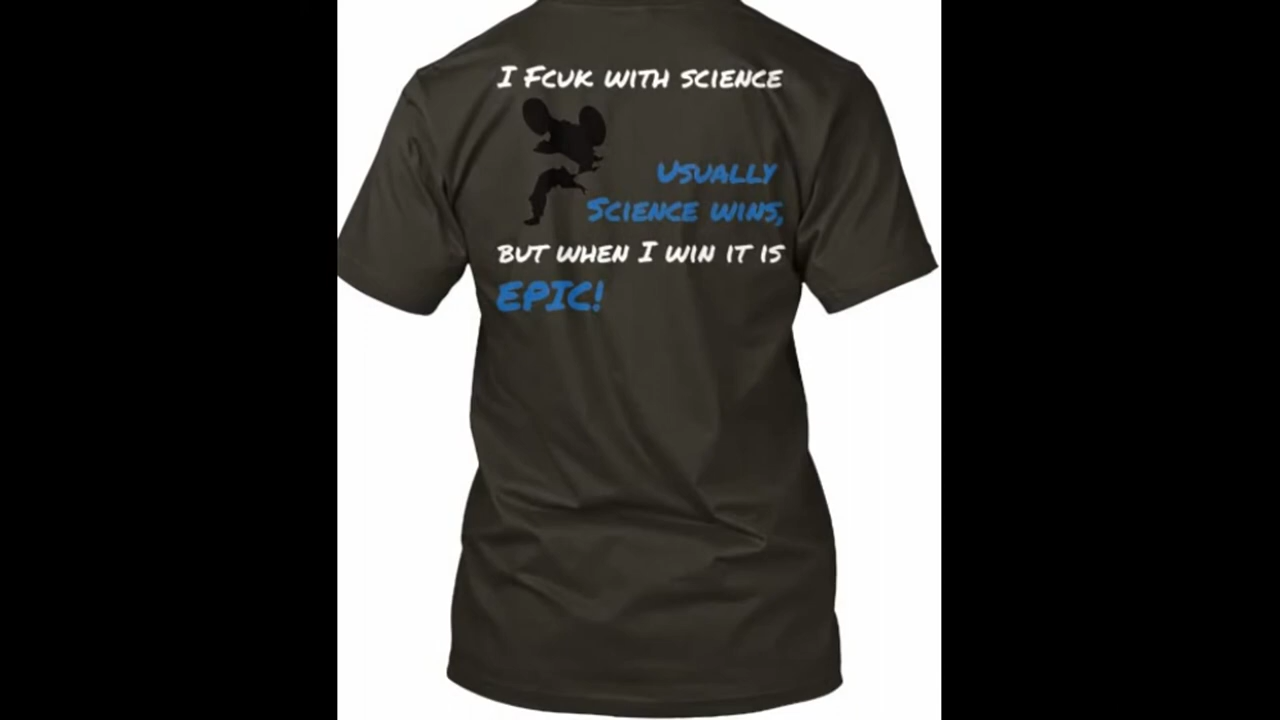 I Fcuk with science
Usually
Science wins,
but when I win it is
EPIC!